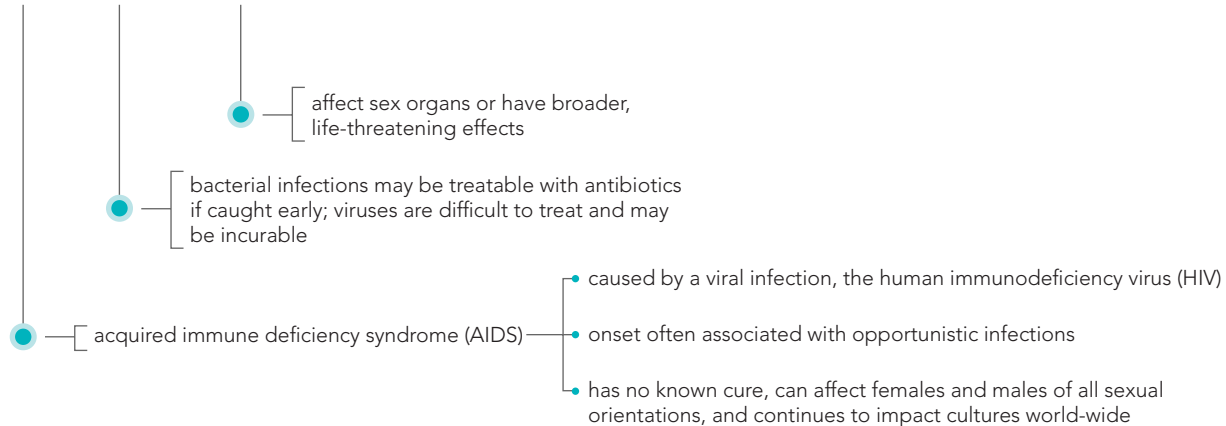 affect sex organs or have broader,
life-threatening effects
bacterial infections may be treatable with antibiotics
if caught early; viruses are difficult to treat and may
be incurable
acquired immune deficiency syndrome (AIDS)
caused by a viral infection, the human immunodeficiency virus (HIV)
onset often associated with opportunistic infections
has no known cure, can affect females and males of all sexual
orientations, and continues to impact cultures world-wide